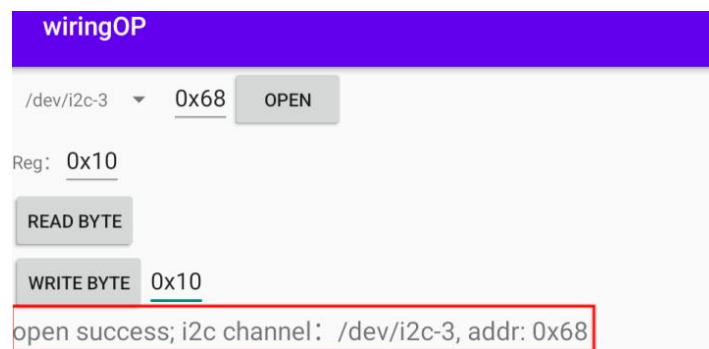 wiringOP
/dev/i2c-3 0x68 OPEN
Reg: 0x10
READ BYTE
WRITE BYTE 0x10
open success; i2c channel: /dev/i2c-3, addr: 0x68